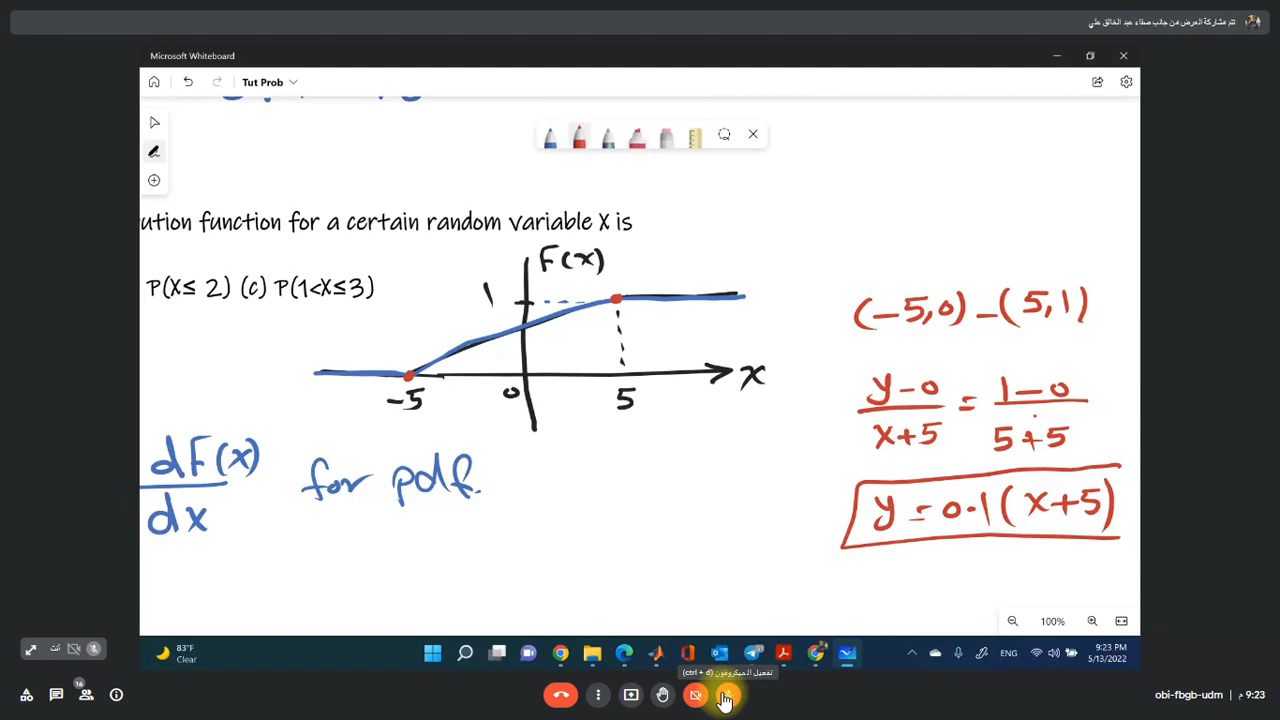 تتم مشاركة العرض من جانب صفاء عبد الخالق علي
Microsoft Whiteboard
Tut Prob
ution function for a certain random variable X is
P(X≤ 2) (c) P(1<X≤3)
F(x)
1
-5
0
5
x
(-5,0) - (5,1)
y-0/x+5 = 1-0/5+5
y = 0.1(x+5)
dF(x)/dx for pdf.
100%
83°F
Clear
أنت
ENG
9:23 PM
5/13/2022
تفعيل الميكروفون (ctrl + d)
16
obi-fbgb-udm
9:23 م